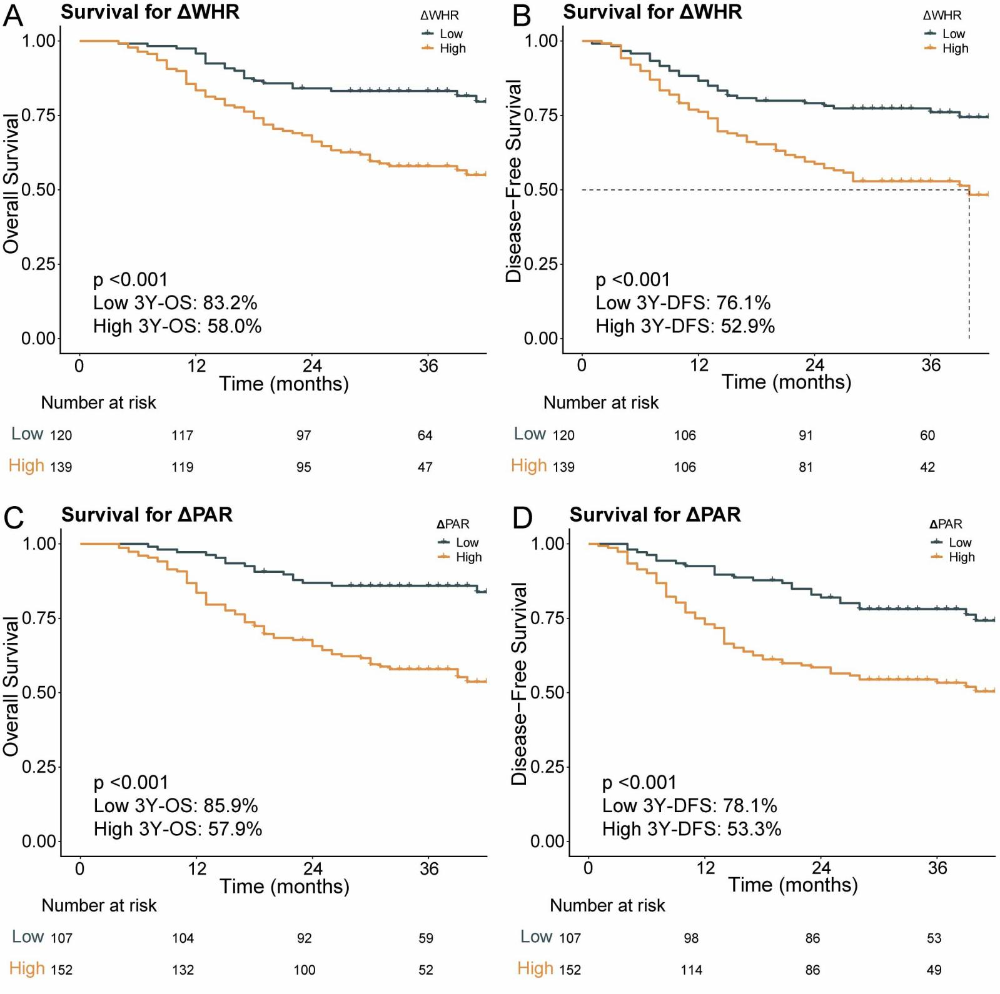 A
Survival for ΔWHR
ΔWHR
Low
High
1.00
0.75
0.50
0.25
0.00
Overall Survival
p <0.001
Low 3Y-OS: 83.2%
High 3Y-OS: 58.0%
0 12 24 36
Time (months)
Number at risk
Low 120 117 97 64
High 139 119 95 47
B
Survival for ΔWHR
ΔWHR
Low
High
1.00
0.75
0.50
0.25
0.00
Disease−Free Survival
p <0.001
Low 3Y-DFS: 76.1%
High 3Y-DFS: 52.9%
0 12 24 36
Time (months)
Number at risk
Low 120 106 91 60
High 139 106 81 42
C
Survival for ΔPAR
ΔPAR
Low
High
1.00
0.75
0.50
0.25
0.00
Overall Survival
p <0.001
Low 3Y-OS: 85.9%
High 3Y-OS: 57.9%
0 12 24 36
Time (months)
Number at risk
Low 107 104 92 59
High 152 132 100 52
D
Survival for ΔPAR
ΔPAR
Low
High
1.00
0.75
0.50
0.25
0.00
Disease−Free Survival
p <0.001
Low 3Y-DFS: 78.1%
High 3Y-DFS: 53.3%
0 12 24 36
Time (months)
Number at risk
Low 107 98 86 53
High 152 114 86 49